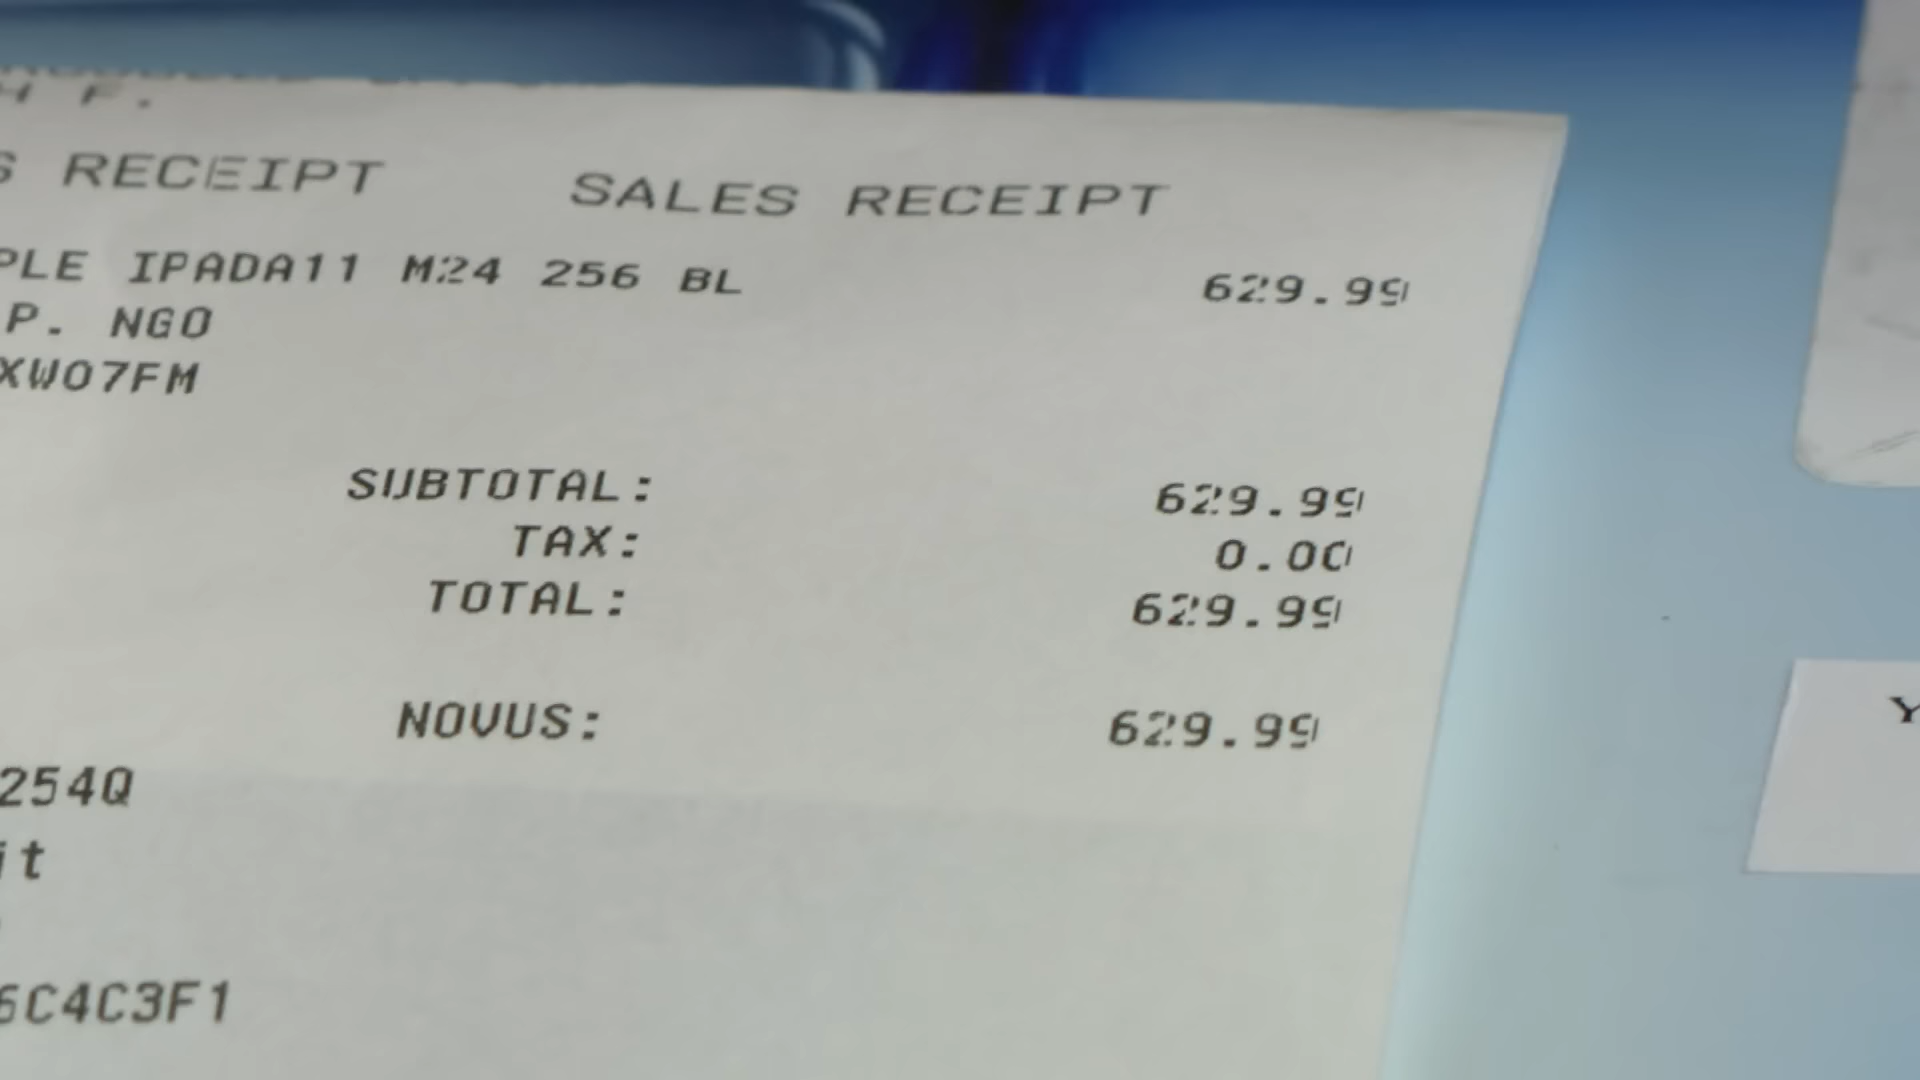 H F.
S RECEIPT SALES RECEIPT
PLE IPADA11 M24 256 BL 629.99
P. NGO
XW07FM
SUBTOTAL: 629.99
TAX: 0.00
TOTAL: 629.99
NOVUS: 629.99
254Q
it
6C4C3F1
Y